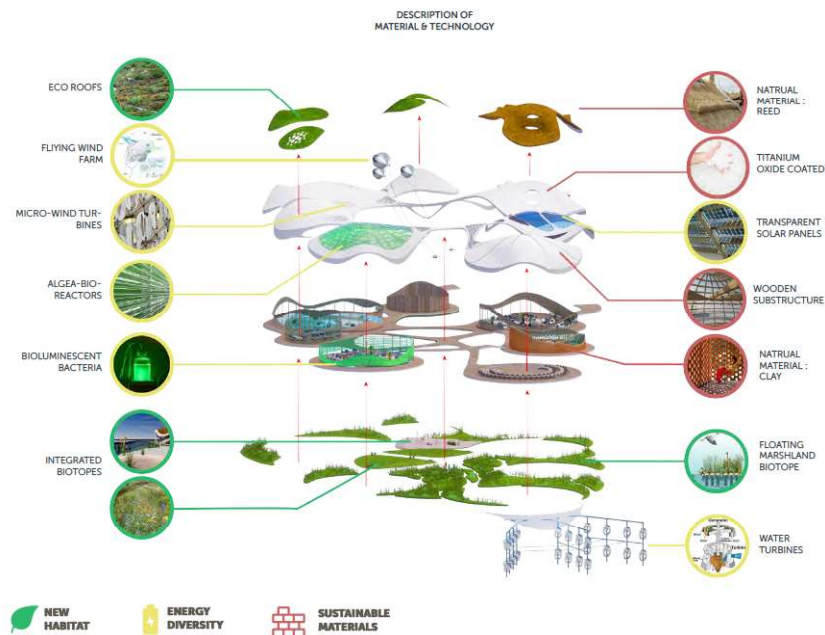 DESCRIPTION OF
MATERIAL & TECHNOLOGY
ECO ROOFS
FLIYING WIND
FARM
MICRO-WIND TUR-
BINES
ALGEA-BIO-
REACTORS
BIOLUMINESCENT
BACTERIA
INTEGRATED
BIOTOPES
NATRUAL
MATERIAL :
REED
TITANIUM
OXIDE COATED
TRANSPARENT
SOLAR PANELS
WOODEN
SUBSTRUCTURE
NATRUAL
MATERIAL :
CLAY
FLOATING
MARSHLAND
BIOTOPE
WATER
TURBINES
NEW
HABITAT
ENERGY
DIVERSITY
SUSTAINABLE
MATERIALS